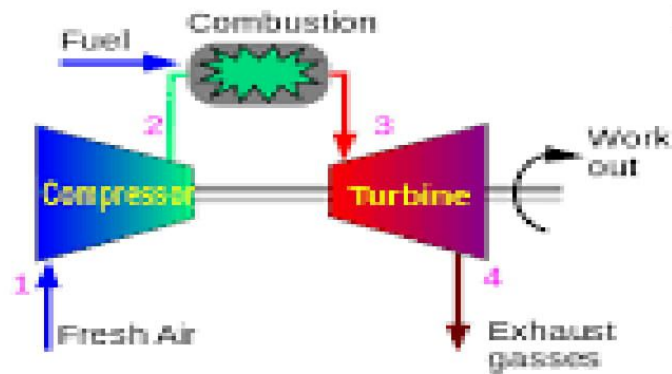 Combustion
Fuel
2
3
Work
out
Compressor
Turbine
1
4
Fresh Air
Exhaust
gasses